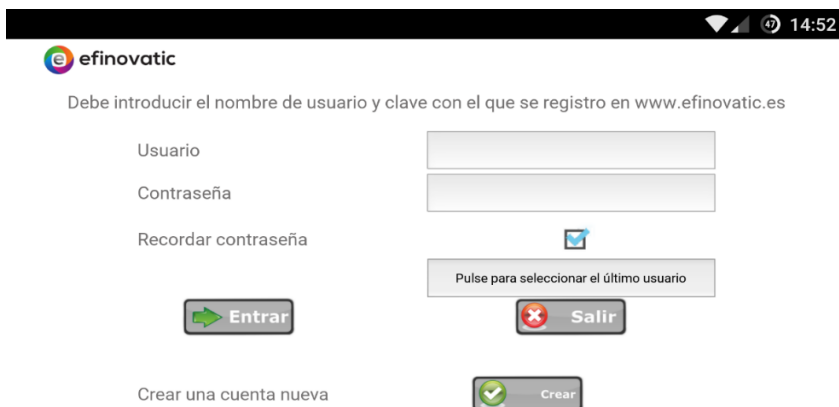 47 14:52
e efinovatic
Debe introducir el nombre de usuario y clave con el que se registro en www.efinovatic.es
Usuario
Contraseña
Recordar contraseña
Pulse para seleccionar el último usuario
Entrar Salir
Crear una cuenta nueva Crear